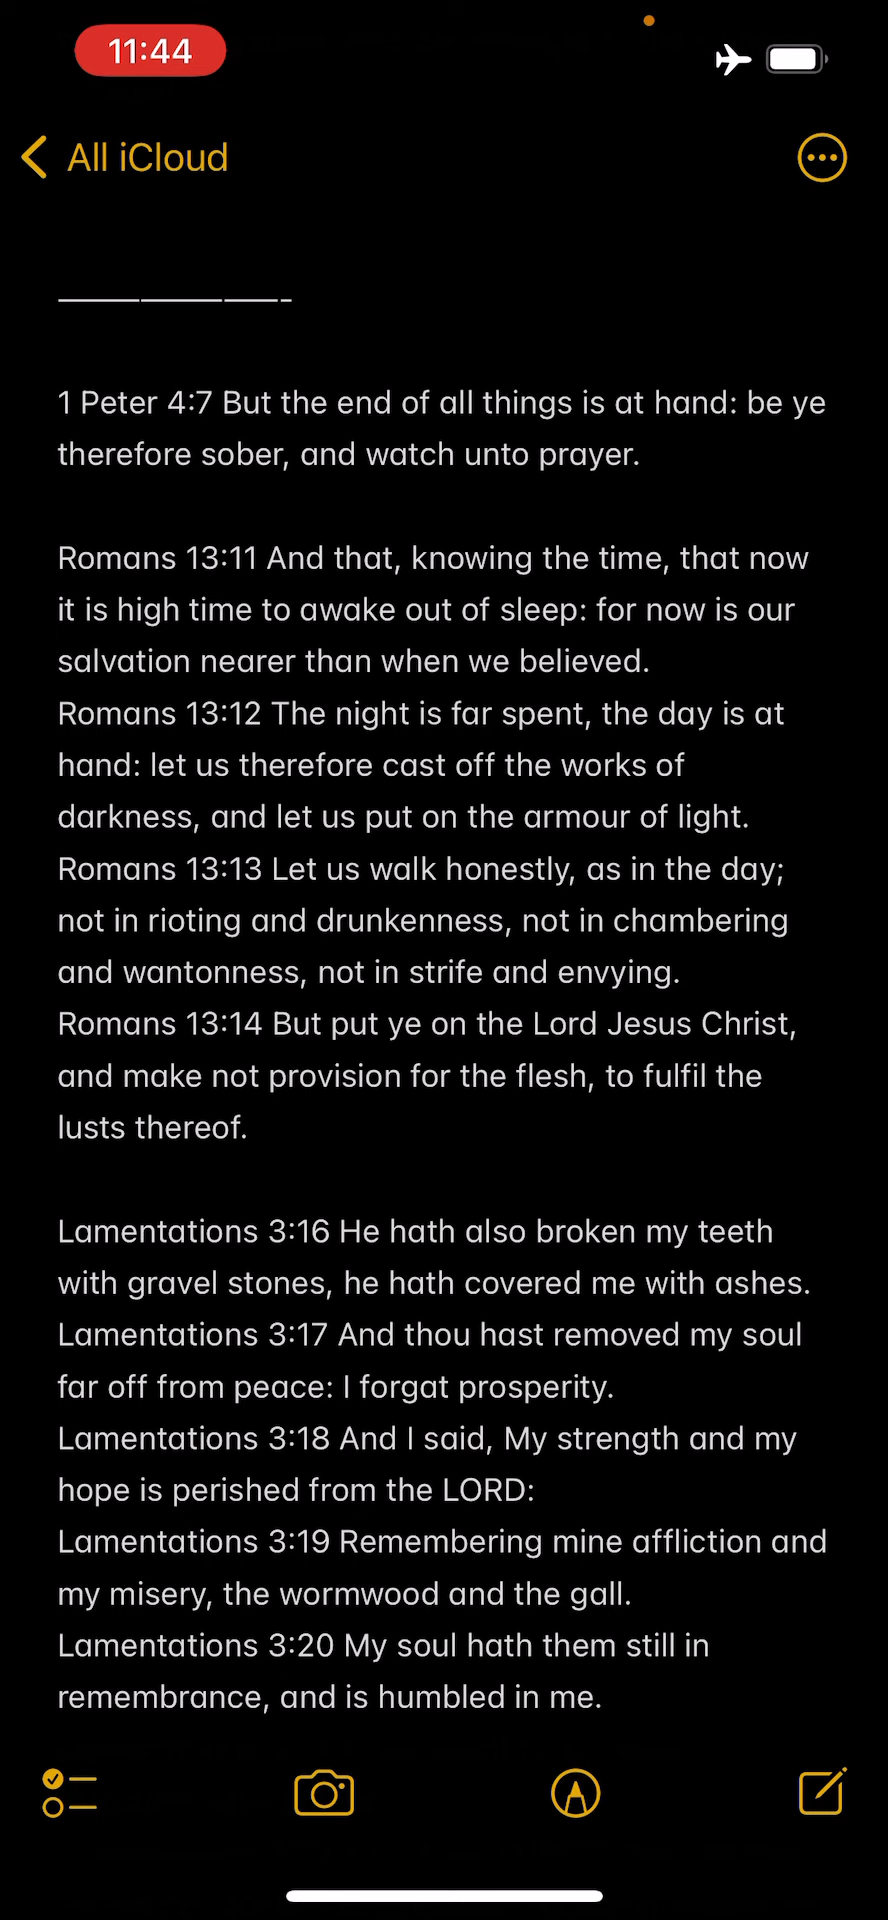 11:44
All iCloud
——————-
1 Peter 4:7 But the end of all things is at hand: be ye
therefore sober, and watch unto prayer.
Romans 13:11 And that, knowing the time, that now
it is high time to awake out of sleep: for now is our
salvation nearer than when we believed.
Romans 13:12 The night is far spent, the day is at
hand: let us therefore cast off the works of
darkness, and let us put on the armour of light.
Romans 13:13 Let us walk honestly, as in the day;
not in rioting and drunkenness, not in chambering
and wantonness, not in strife and envying.
Romans 13:14 But put ye on the Lord Jesus Christ,
and make not provision for the flesh, to fulfil the
lusts thereof.
Lamentations 3:16 He hath also broken my teeth
with gravel stones, he hath covered me with ashes.
Lamentations 3:17 And thou hast removed my soul
far off from peace: I forgat prosperity.
Lamentations 3:18 And I said, My strength and my
hope is perished from the LORD:
Lamentations 3:19 Remembering mine affliction and
my misery, the wormwood and the gall.
Lamentations 3:20 My soul hath them still in
remembrance, and is humbled in me.